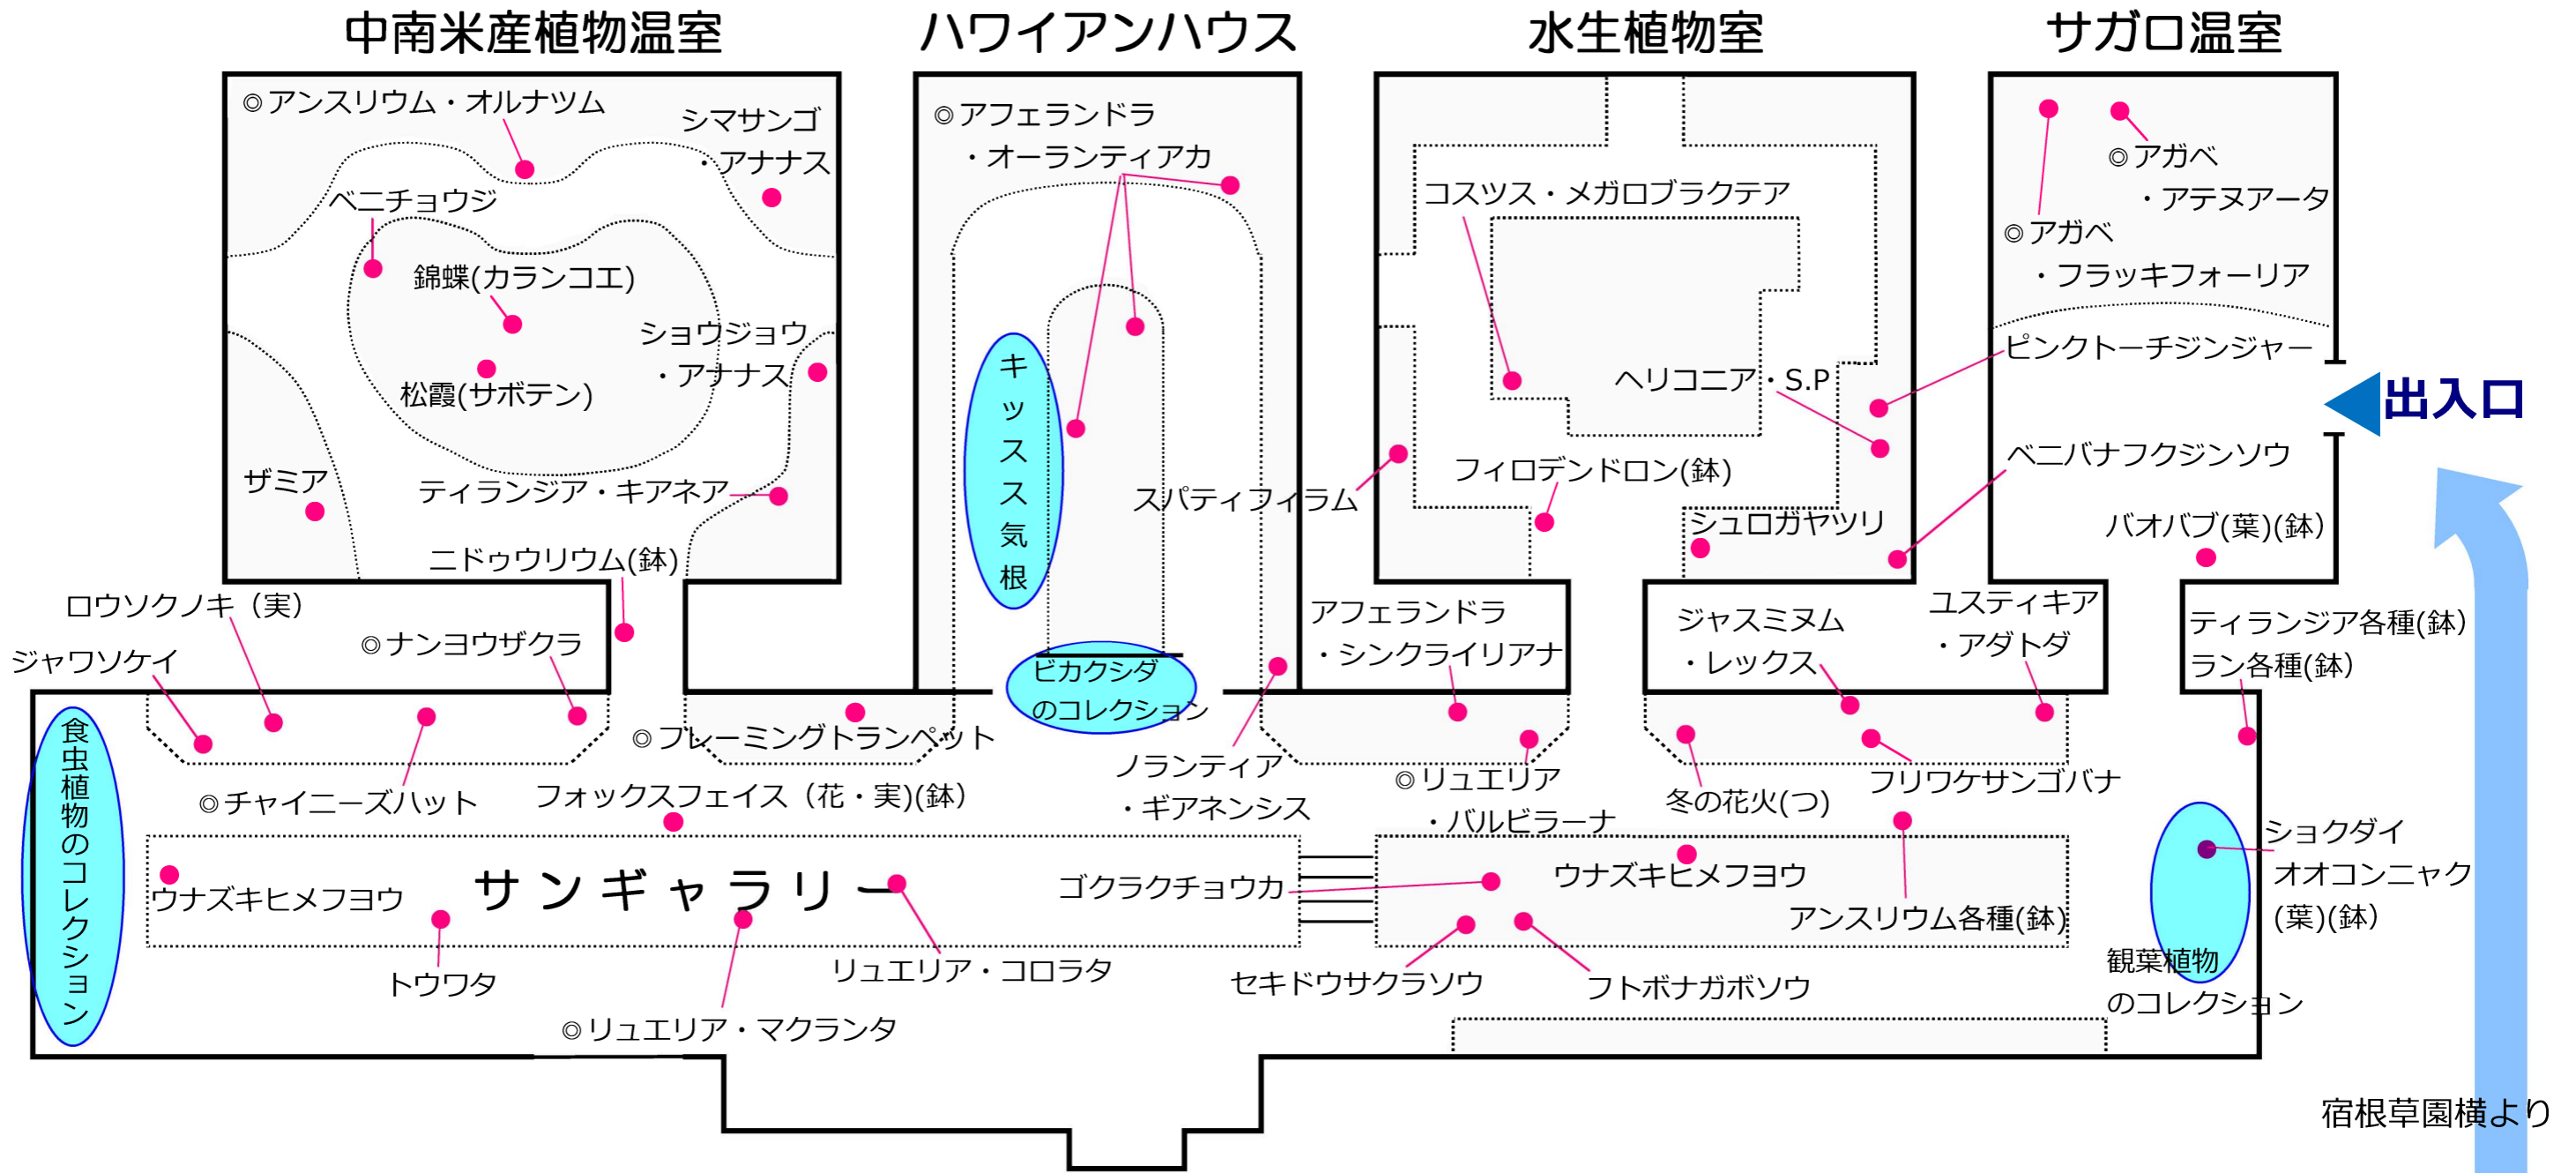 中南米産植物温室
ハワイアンハウス
水生植物室
サガロ温室
◎アンスリウム・オルナツム
シマサンゴ
・アナナス
ベニチョウジ
錦蝶(カランコエ)
松霞(サボテン)
ショウジョウ
・アナナス
ザミア
ティランジア・キアネア
ニドゥウリウム(鉢)
◎アフェランドラ
・オーランティアカ
キッスス気根
ビカクシダ
のコレクション
コスツス・メガロブラクテア
ヘリコニア・S.P
スパティフィラム
フィロデンドロン(鉢)
シュロガヤツリ
◎アガベ
・アテヌアータ
◎アガベ
・フラッキフォーリア
ピンクトーチジンジャー
出入口
ベニバナフクジンソウ
バオバブ(葉)(鉢)
ロウソクノキ（実）
ジャワソケイ
◎ナンヨウザクラ
アフェランドラ
・シンクライリアナ
ジャスミヌム
・レックス
ユスティキア
・アダトダ
ティランジア各種(鉢)
ラン各種(鉢)
食虫植物のコレクション
◎チャイニーズハット
◎フレーミングトランペット
フォックスフェイス（花・実)(鉢)
ノランティア
・ギアネンシス
◎リュエリア
・バルビラーナ
冬の花火(つ)
フリワケサンゴバナ
ショクダイ
オオコンニャク
(葉)(鉢)
ウナズキヒメフヨウ
サンギャラリー
ゴクラクチョウカ
ウナズキヒメフヨウ
アンスリウム各種(鉢)
トウワタ
リュエリア・コロラタ
◎リュエリア・マクランタ
セキドウサクラソウ
フトボナガボソウ
観葉植物
のコレクション
宿根草園横より